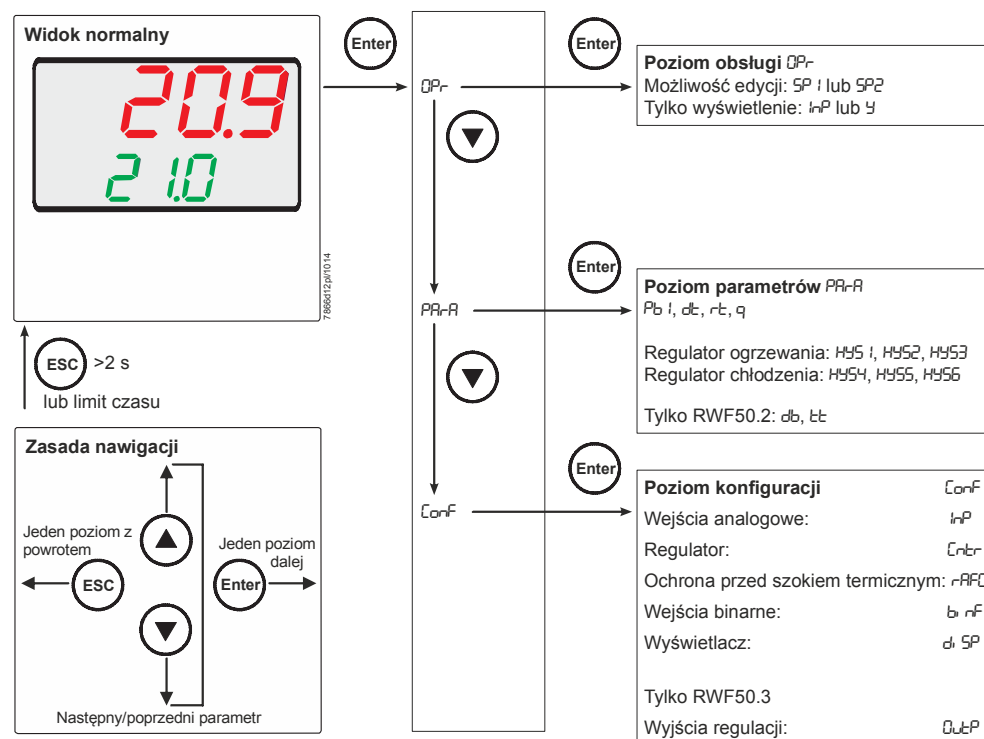 Widok normalny
20.9
21.0
7866d12pl/1014
ESC >2 s
lub limit czasu
Zasada nawigacji
Jeden poziom z
powrotem
ESC
Enter
Jeden poziom
dalej
Następny/poprzedni parametr
Enter
OPr
PArA
ConF
Enter
Poziom obsługi OPr
Możliwość edycji: SP1 lub SP2
Tylko wyświetlenie: InP lub y
Enter
Poziom parametrów PArA
Pb1, dt, rt, q
Regulator ogrzewania: HYS1, HYS2, HYS3
Regulator chłodzenia: HYS4, HYS5, HYS6
Tylko RWF50.2: db, tt
Enter
Poziom konfiguracji ConF
Wejścia analogowe: InP
Regulator: Cntr
Ochrona przed szokiem termicznym: rAFC
Wejścia binarne: binF
Wyświetlacz: diSP
Tylko RWF50.3
Wyjścia regulacji: OutP